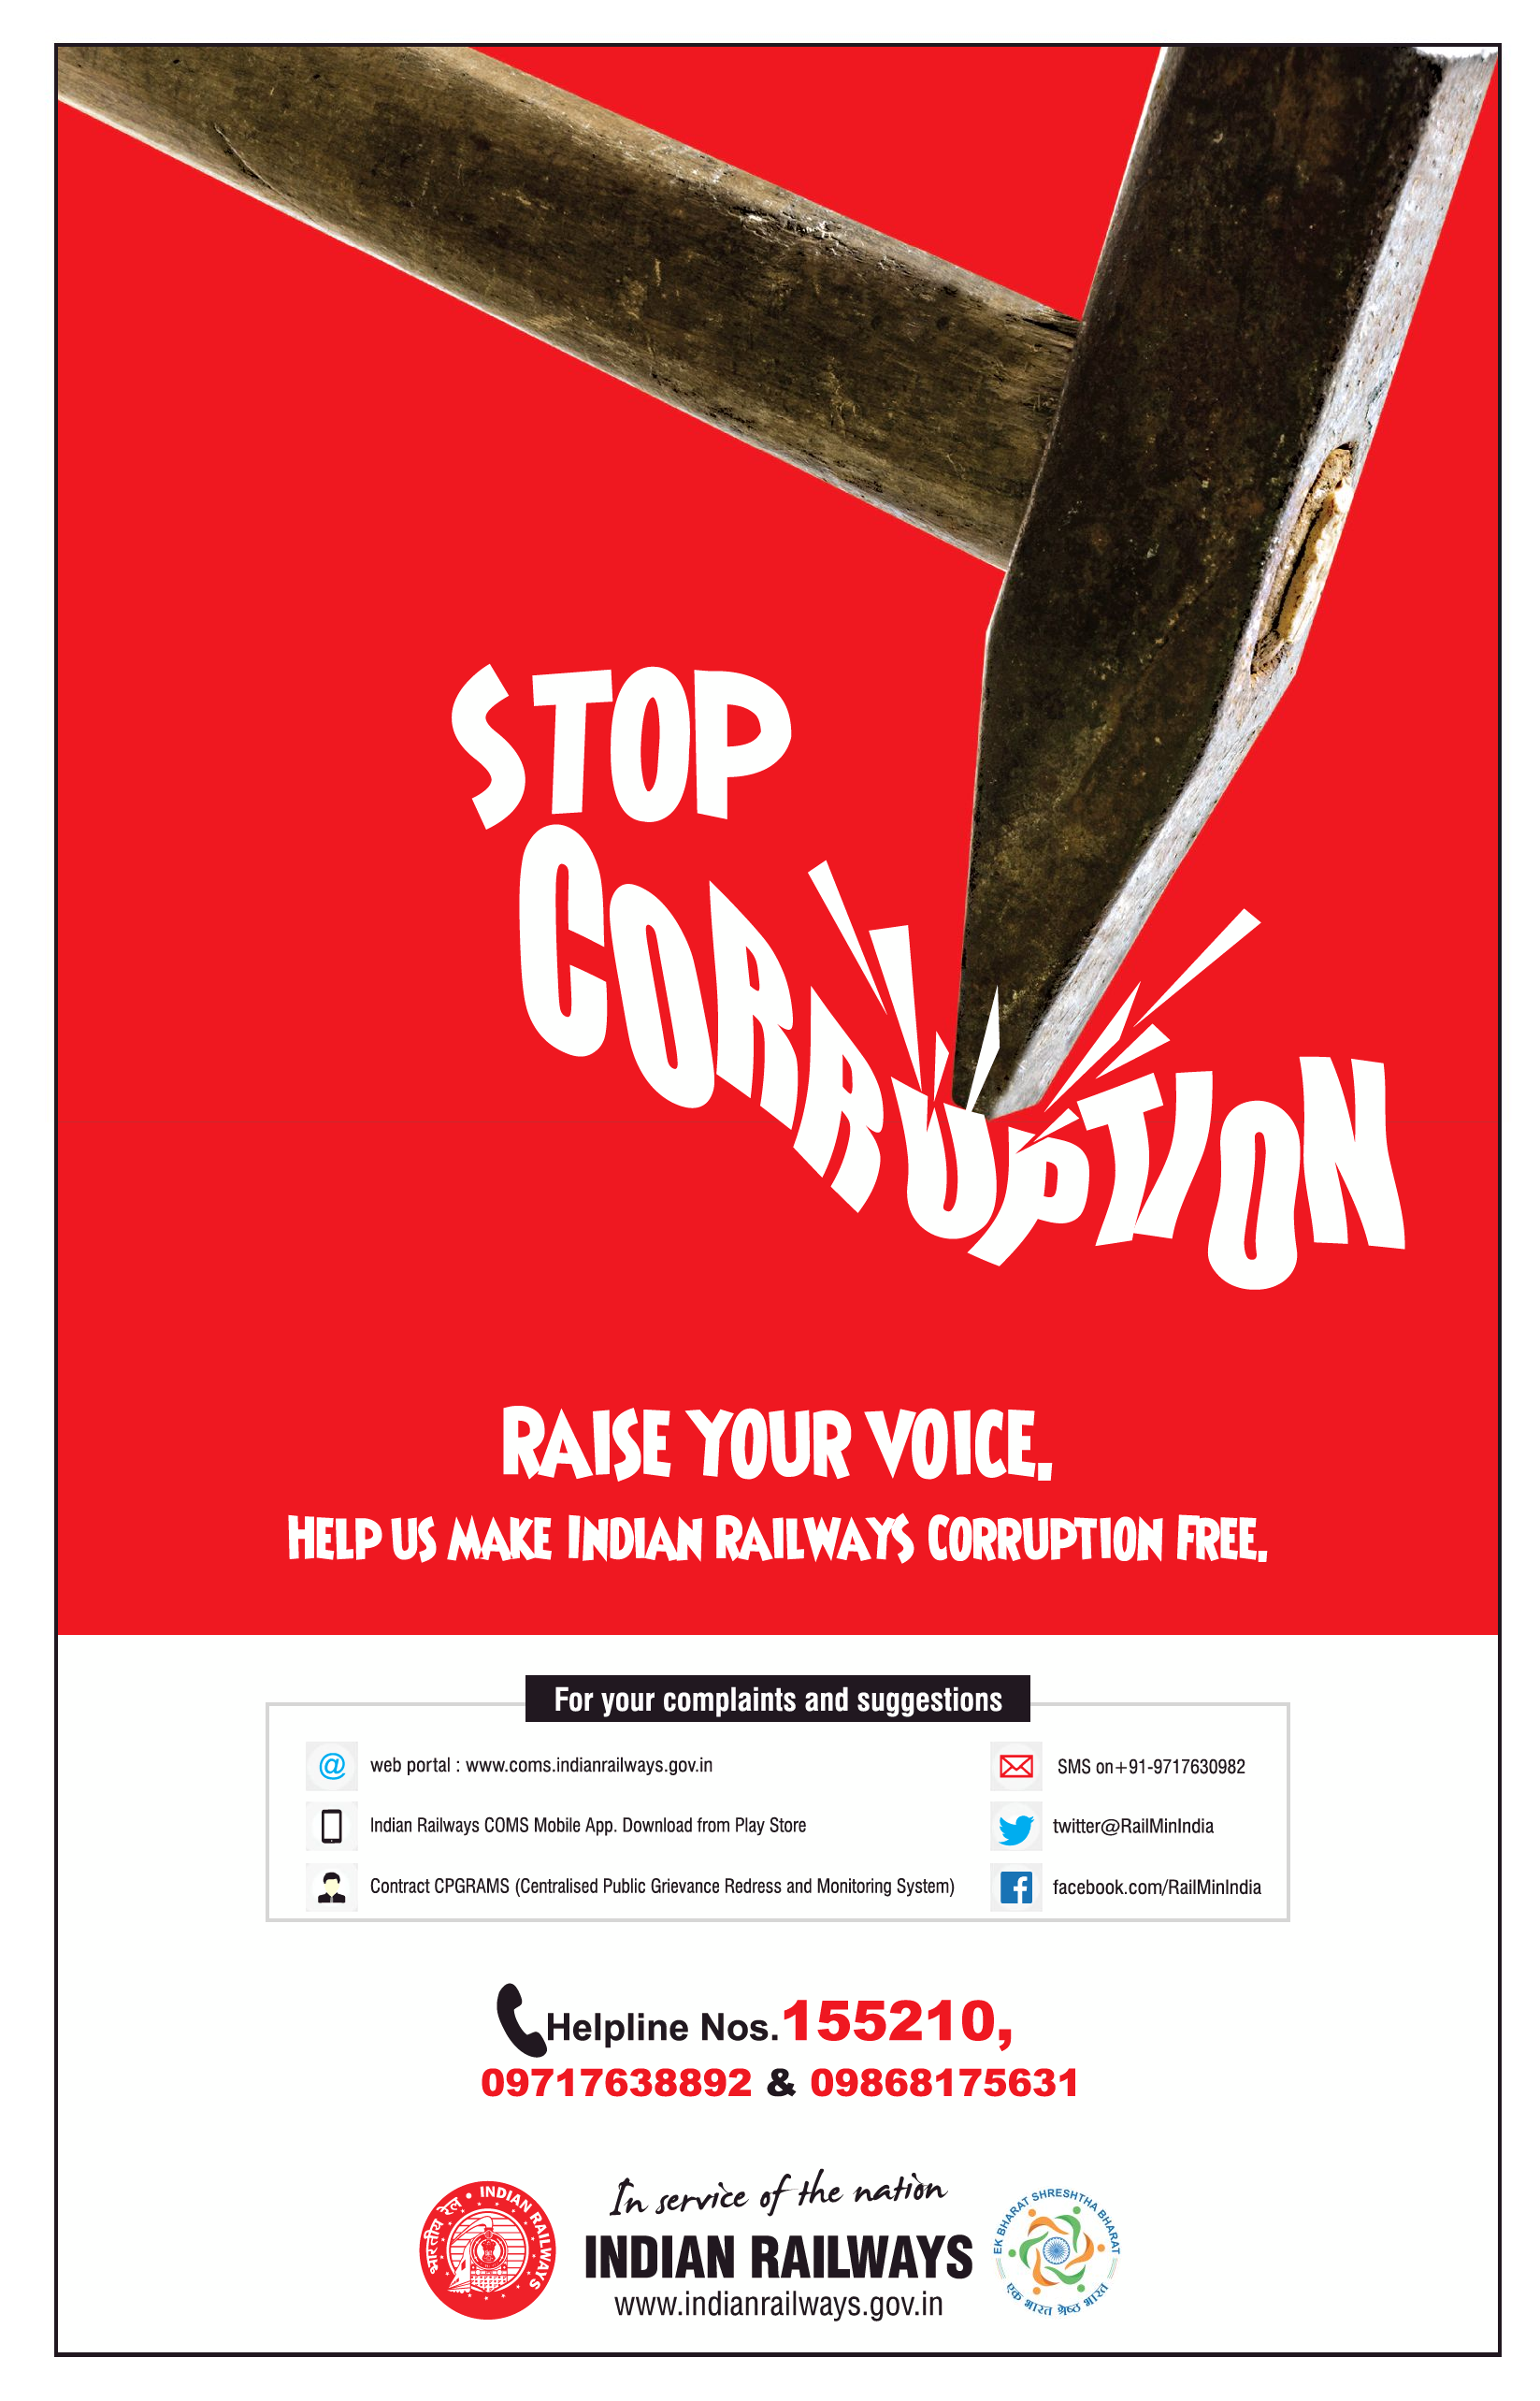 STOP
CORRUPTION
RAISE YOUR VOICE.
HELP US MAKE INDIAN RAILWAYS CORRUPTION FREE.
For your complaints and suggestions
web portal : www.coms.indianrailways.gov.in
SMS on+91-9717630982
Indian Railways COMS Mobile App. Download from Play Store
twitter@RailMinIndia
Contract CPGRAMS (Centralised Public Grievance Redress and Monitoring System)
facebook.com/RailMinIndia
Helpline Nos.155210,
09717638892 & 09868175631
भारतीय रेल • INDIAN RAILWAYS
In service of the nation
INDIAN RAILWAYS
www.indianrailways.gov.in
EK BHARAT SHRESHTHA BHARAT
एक भारत श्रेष्ठ भारत